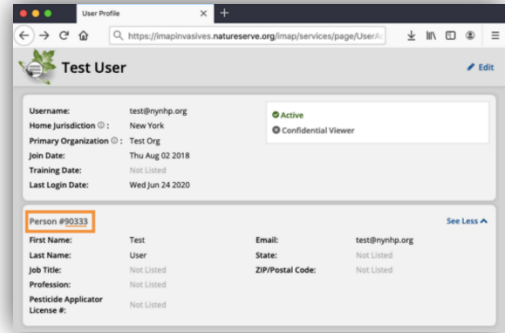 User Profile
https://imapinvasives.natureserve.org/imap/services/page/UserAc
Test User
Edit
Username: test@nynhp.org
Home Jurisdiction ⓘ : New York
Primary Organization ⓘ : Test Org
Join Date: Thu Aug 02 2018
Training Date: Not Listed
Last Login Date: Wed Jun 24 2020
Active
Confidential Viewer
Person #90333
See Less
First Name: Test
Last Name: User
Job Title: Not Listed
Profession: Not Listed
Pesticide Applicator
License #: Not Listed
Email: test@nynhp.org
State: Not Listed
ZIP/Postal Code: Not Listed